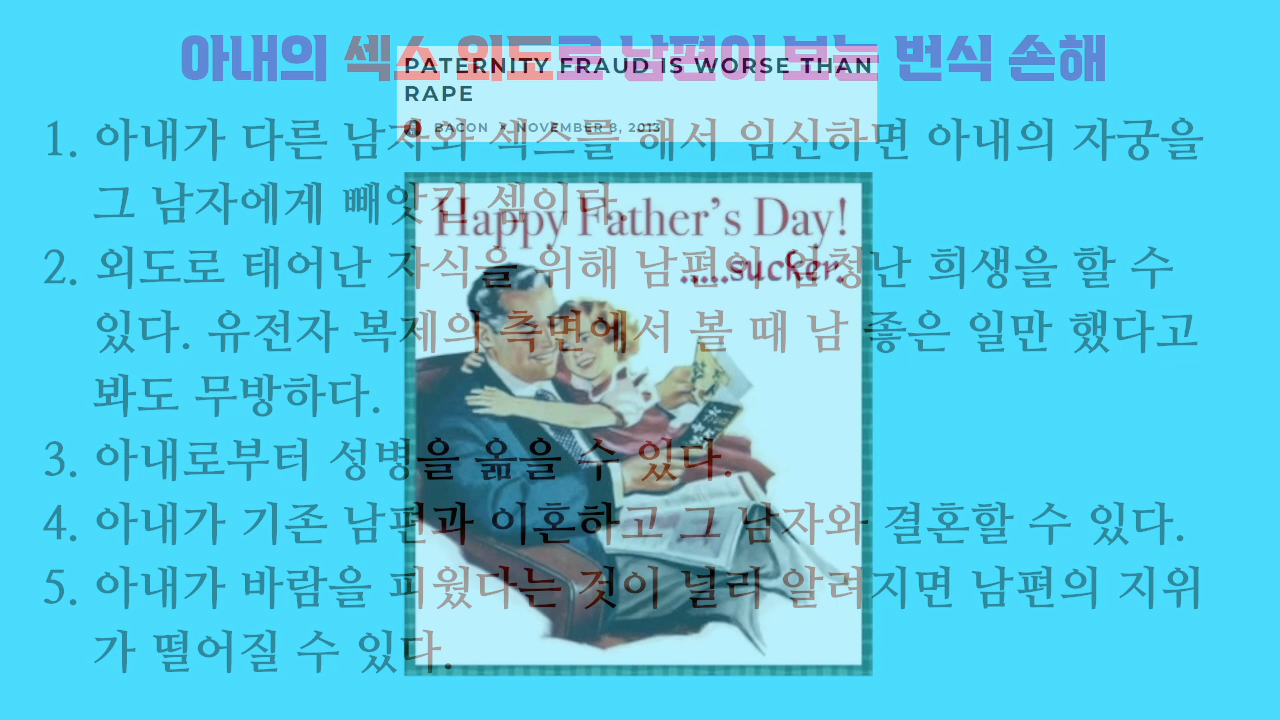 아내의 섹스 외도로 남편이 보는 번식 손해
PATERNITY FRAUD IS WORSE THAN
RAPE
BACON • NOVEMBER 8, 2013
1. 아내가 다른 남자와 섹스를 해서 임신하면 아내의 자궁을
그 남자에게 빼앗긴 셈이다.
Happy Father's Day!
.....sucker.
2. 외도로 태어난 자식을 위해 남편이 엄청난 희생을 할 수
있다. 유전자 복제의 측면에서 볼 때 남 좋은 일만 했다고
봐도 무방하다.
3. 아내로부터 성병을 옮을 수 있다.
4. 아내가 기존 남편과 이혼하고 그 남자와 결혼할 수 있다.
5. 아내가 바람을 피웠다는 것이 널리 알려지면 남편의 지위
가 떨어질 수 있다.